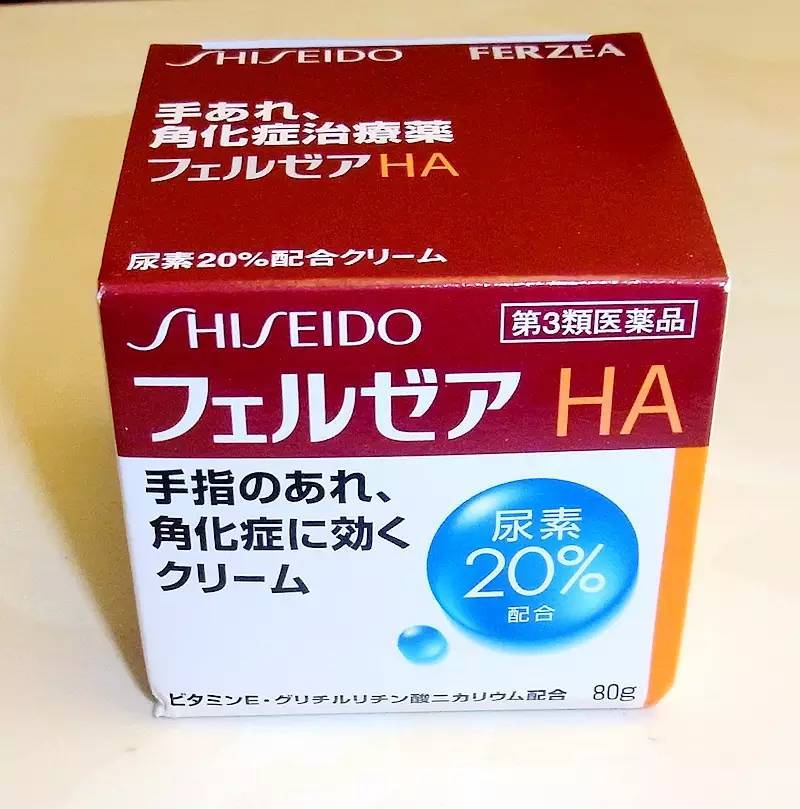 SHISEIDO FERZEA
手あれ、
角化症治療薬
フェルゼア HA
尿素20%配合クリーム
SHISEIDO 第3類医薬品
フェルゼア HA
手指のあれ、
角化症に効く
クリーム
尿素
20%
配合
ビタミンE・グリチルリチン酸二カリウム配合 80g